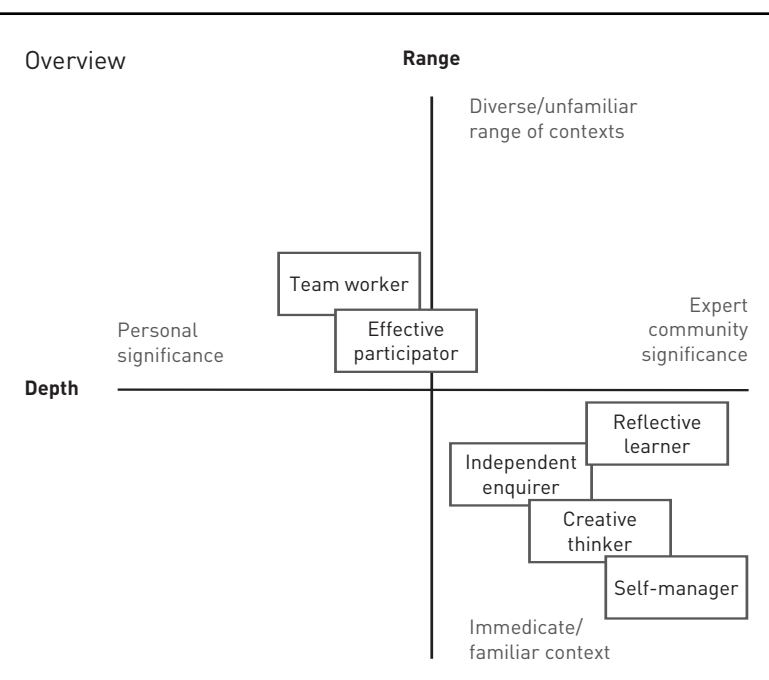 Overview
Range
Diverse/unfamiliar
range of contexts
Team worker
Effective
participator
Personal
significance
Expert
community
significance
Depth
Reflective
learner
Independent
enquirer
Creative
thinker
Self-manager
Immedicate/
familiar context